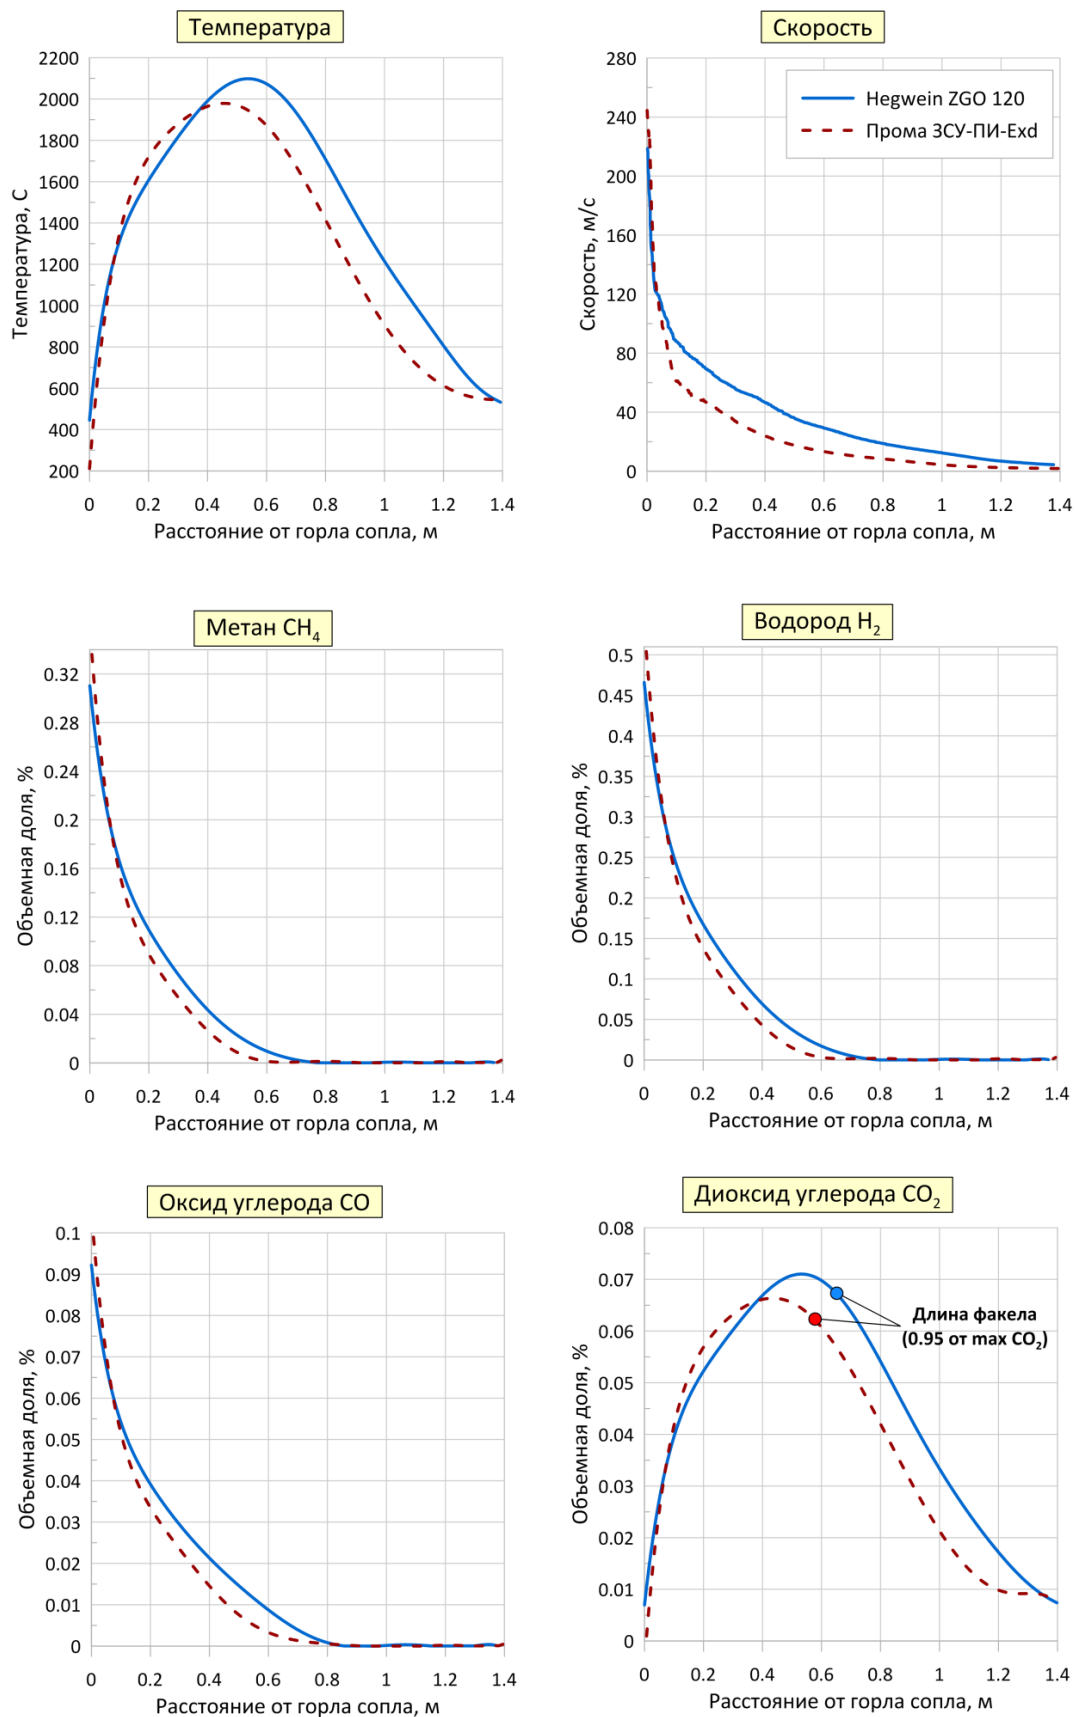 Температура
Температура, С
2200
2000
1800
1600
1400
1200
1000
800
600
400
200
0 0.2 0.4 0.6 0.8 1 1.2 1.4
Расстояние от горла сопла, м
Скорость
Скорость, м/с
280
240
200
160
120
80
40
0
Hegwein ZGO 120
Прома ЗСУ-ПИ-Exd
0 0.2 0.4 0.6 0.8 1 1.2 1.4
Расстояние от горла сопла, м
Метан CH₄
Объемная доля, %
0.32
0.28
0.24
0.2
0.16
0.12
0.08
0.04
0
0 0.2 0.4 0.6 0.8 1 1.2 1.4
Расстояние от горла сопла, м
Водород H₂
Объемная доля, %
0.5
0.45
0.4
0.35
0.3
0.25
0.2
0.15
0.1
0.05
0
0 0.2 0.4 0.6 0.8 1 1.2 1.4
Расстояние от горла сопла, м
Оксид углерода CO
Объемная доля, %
0.1
0.09
0.08
0.07
0.06
0.05
0.04
0.03
0.02
0.01
0
0 0.2 0.4 0.6 0.8 1 1.2 1.4
Расстояние от горла сопла, м
Диоксид углерода CO₂
Объемная доля, %
0.08
0.07
0.06
0.05
0.04
0.03
0.02
0.01
0
Длина факела
(0.95 от max CO₂)
0 0.2 0.4 0.6 0.8 1 1.2 1.4
Расстояние от горла сопла, м